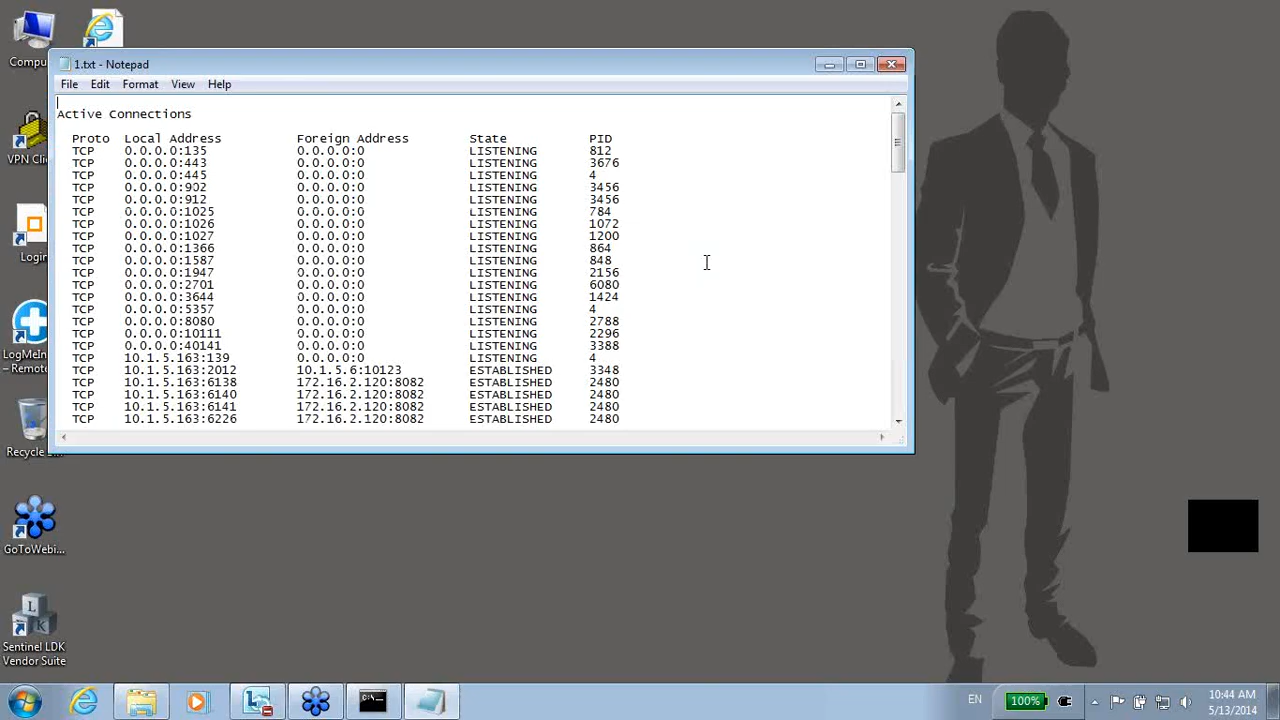 Compu
1.txt - Notepad
File Edit Format View Help
Active Connections
Proto Local Address Foreign Address State PID
TCP 0.0.0.0:135 0.0.0.0:0 LISTENING 812
TCP 0.0.0.0:443 0.0.0.0:0 LISTENING 3676
TCP 0.0.0.0:445 0.0.0.0:0 LISTENING 4
TCP 0.0.0.0:902 0.0.0.0:0 LISTENING 3456
TCP 0.0.0.0:912 0.0.0.0:0 LISTENING 3456
TCP 0.0.0.0:1025 0.0.0.0:0 LISTENING 784
TCP 0.0.0.0:1026 0.0.0.0:0 LISTENING 1072
TCP 0.0.0.0:1027 0.0.0.0:0 LISTENING 1200
TCP 0.0.0.0:1366 0.0.0.0:0 LISTENING 864
TCP 0.0.0.0:1587 0.0.0.0:0 LISTENING 848
TCP 0.0.0.0:1947 0.0.0.0:0 LISTENING 2156
TCP 0.0.0.0:2701 0.0.0.0:0 LISTENING 6080
TCP 0.0.0.0:3644 0.0.0.0:0 LISTENING 1424
TCP 0.0.0.0:5357 0.0.0.0:0 LISTENING 4
TCP 0.0.0.0:8080 0.0.0.0:0 LISTENING 2788
TCP 0.0.0.0:10111 0.0.0.0:0 LISTENING 2296
TCP 0.0.0.0:40141 0.0.0.0:0 LISTENING 3388
TCP 10.1.5.163:139 0.0.0.0:0 LISTENING 4
TCP 10.1.5.163:2012 10.1.5.6:10123 ESTABLISHED 3348
TCP 10.1.5.163:6138 172.16.2.120:8082 ESTABLISHED 2480
TCP 10.1.5.163:6140 172.16.2.120:8082 ESTABLISHED 2480
TCP 10.1.5.163:6141 172.16.2.120:8082 ESTABLISHED 2480
TCP 10.1.5.163:6226 172.16.2.120:8082 ESTABLISHED 2480
VPN Cli
Login
LogMeIn
- Remote
Recycle
GoToWebi...
L
K
Sentinel LDK
Vendor Suite
C:\
EN
100%
10:44 AM
5/13/2014